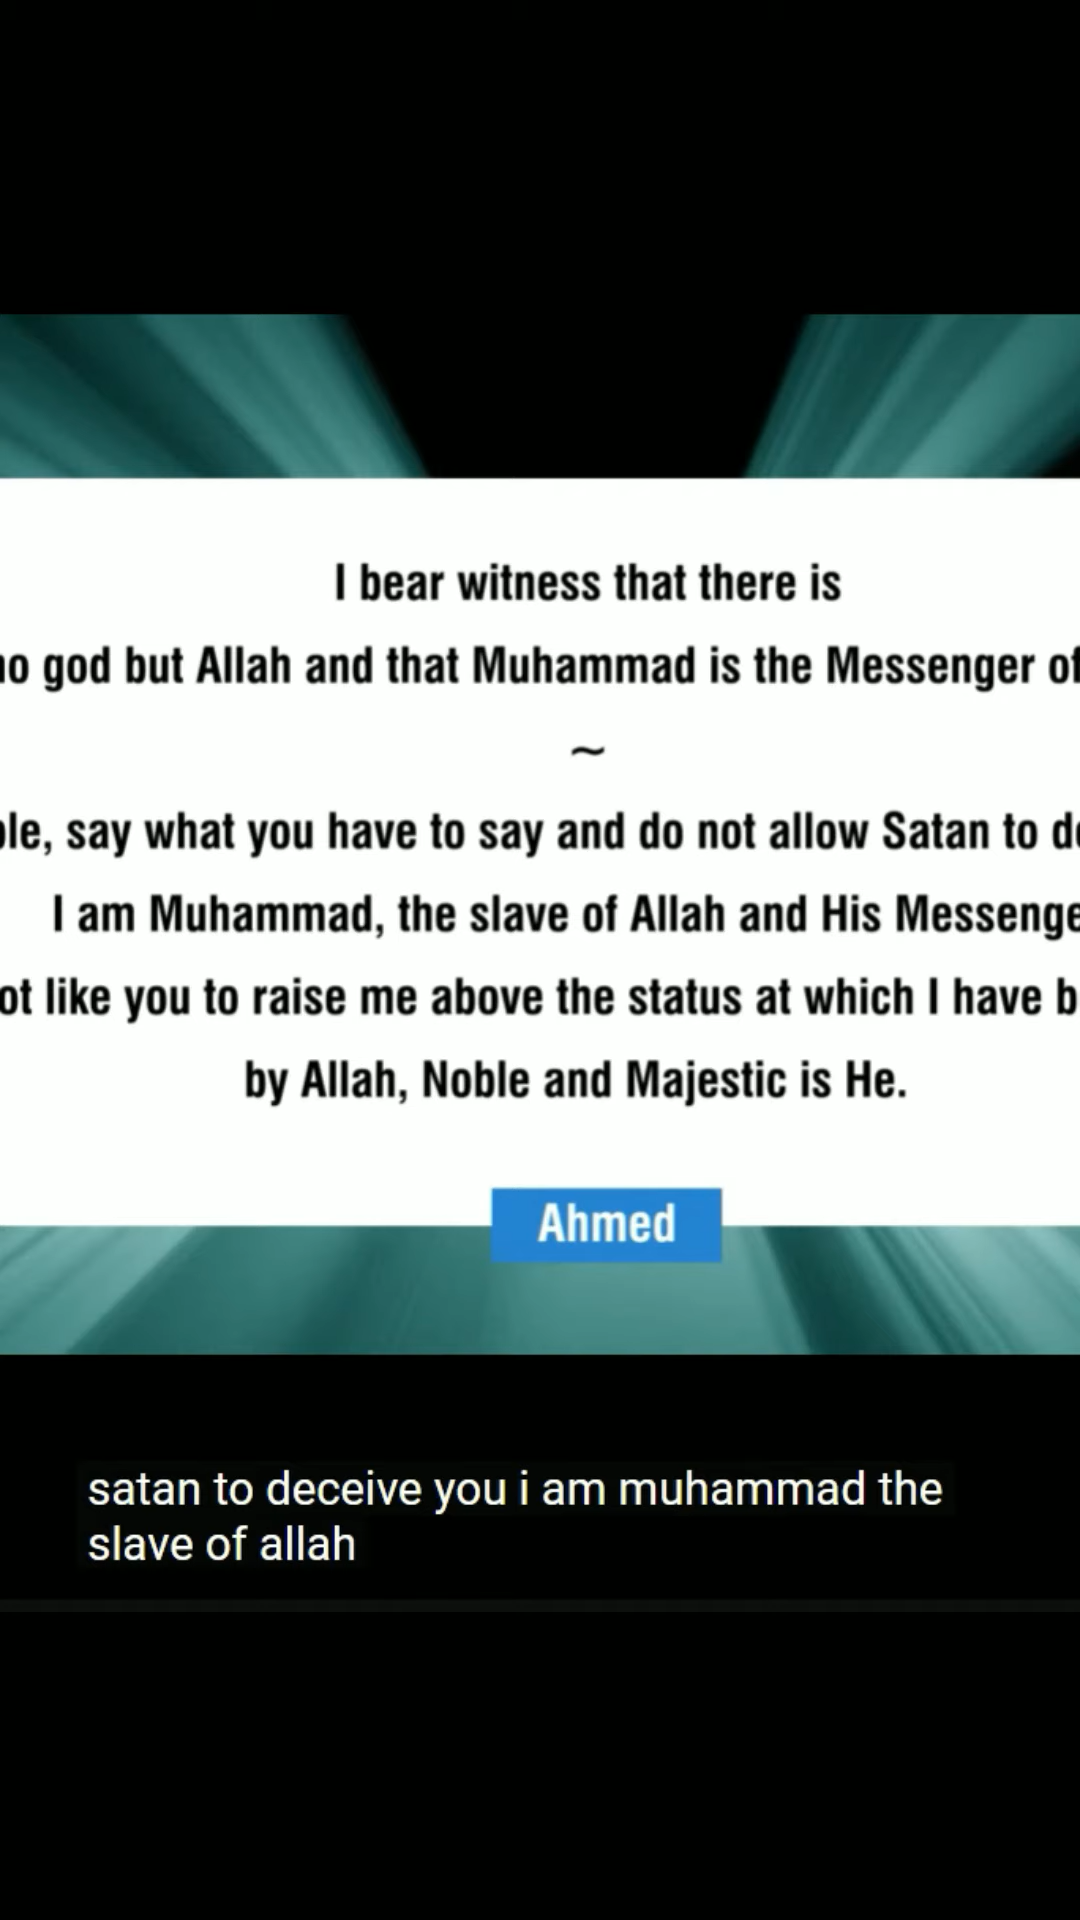 I bear witness that there is
no god but Allah and that Muhammad is the Messenger of
say what you have to say and do not allow Satan to
I am Muhammad, the slave of Allah and His
like you to raise me above the status at which I have
by Allah, Noble and Majestic is He.
Ahmed
satan to deceive you i am muhammad the
slave of allah